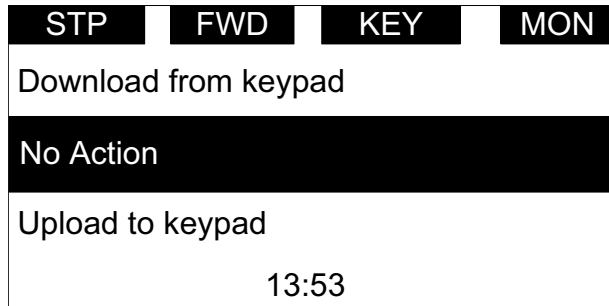 STP FWD KEY MON
Download from keypad
No Action
Upload to keypad
13:53